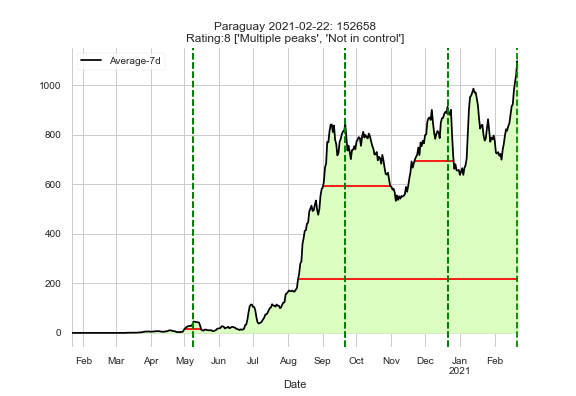 Paraguay 2021-02-22: 152658
Rating:8 ['Multiple peaks', 'Not in control']
Average-7d
1000
800
600
400
200
0
Feb Mar Apr May Jun Jul Aug Sep Oct Nov Dec Jan Feb
2021
Date